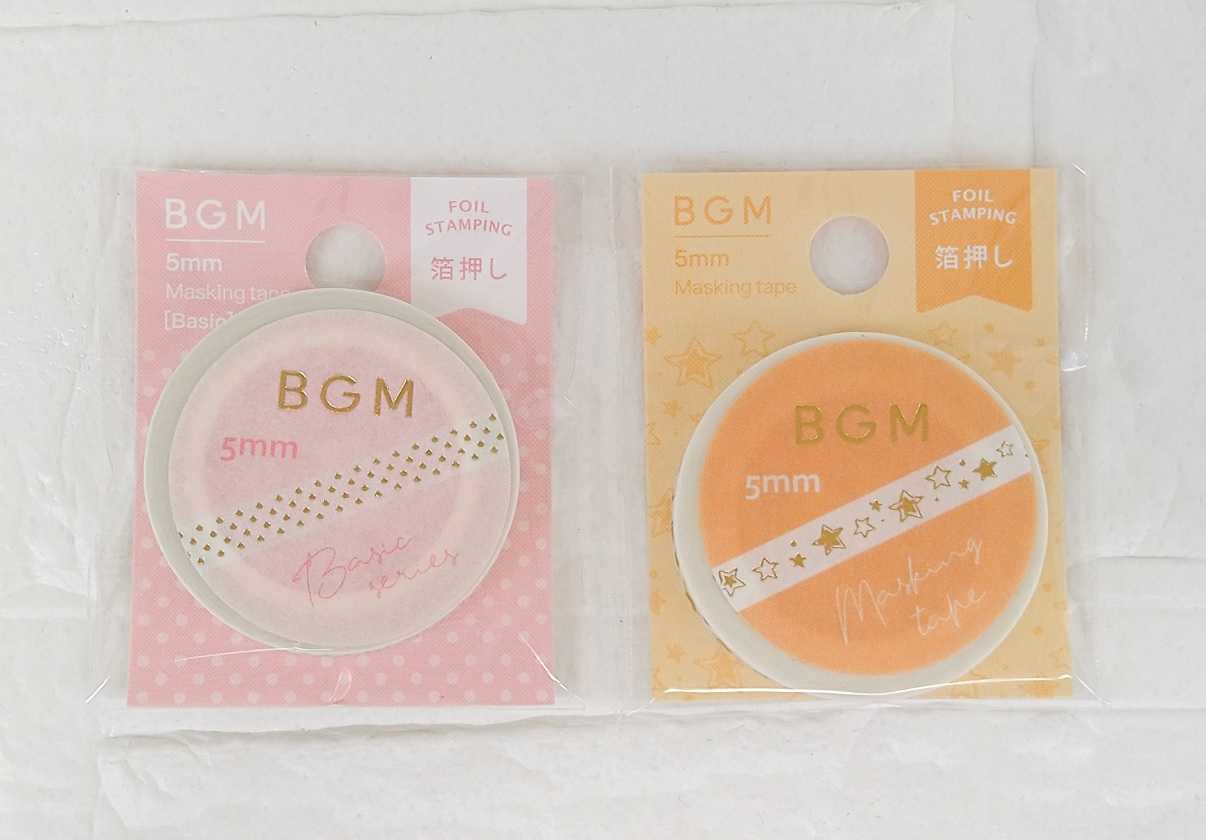 BGM
5mm
Masking tape
[Basic]
FOIL
STAMPING
箔押し
BGM
5mm
Basic
series
BGM
5mm
Masking tape
FOIL
STAMPING
箔押し
BGM
5mm
Masking
tape